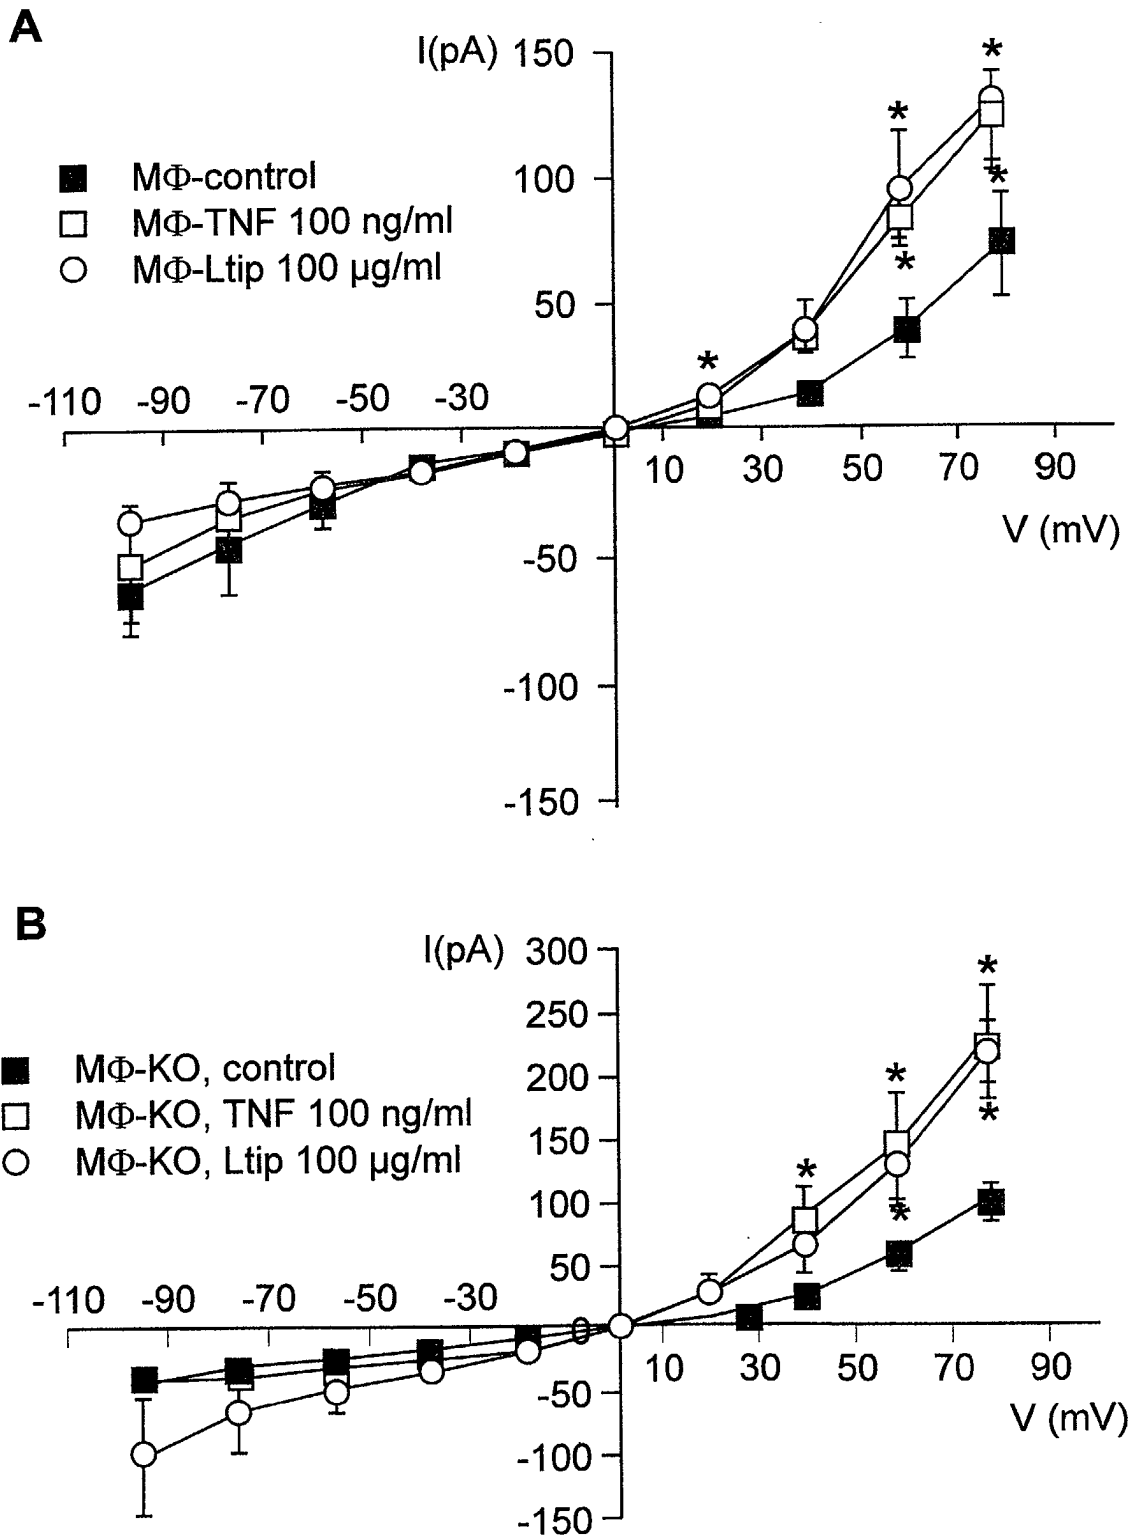 A
I(pA) 150
*
*
MΦ-control
100
*
MΦ-TNF 100 ng/ml
MΦ-Ltip 100 µg/ml
*
50
*
-110 -90 -70 -50 -30
10 30 50 70 90
V (mV)
-50
-100
-150
B
I(pA) 300
*
250
MΦ-KO, control
200
*
MΦ-KO, TNF 100 ng/ml
*
150
MΦ-KO, Ltip 100 µg/ml
*
100
*
50
-110 -90 -70 -50 -30
0
10 30 50 70 90
-50
V (mV)
-100
-150